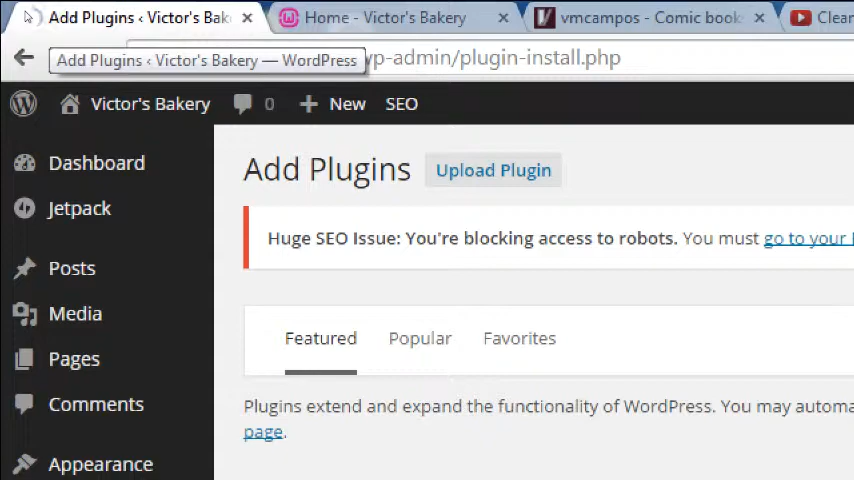 Add Plugins ‹ Victor's Bak
Home - Victor's Bakery
vmcampos - Comic book
Clear
Add Plugins ‹ Victor's Bakery — WordPress
p-admin/plugin-install.php
Victor's Bakery
0
New
SEO
Dashboard
Jetpack
Posts
Media
Pages
Comments
Appearance
Add Plugins
Upload Plugin
Huge SEO Issue: You're blocking access to robots. You must go to your
Featured
Popular
Favorites
Plugins extend and expand the functionality of WordPress. You may automa
page.